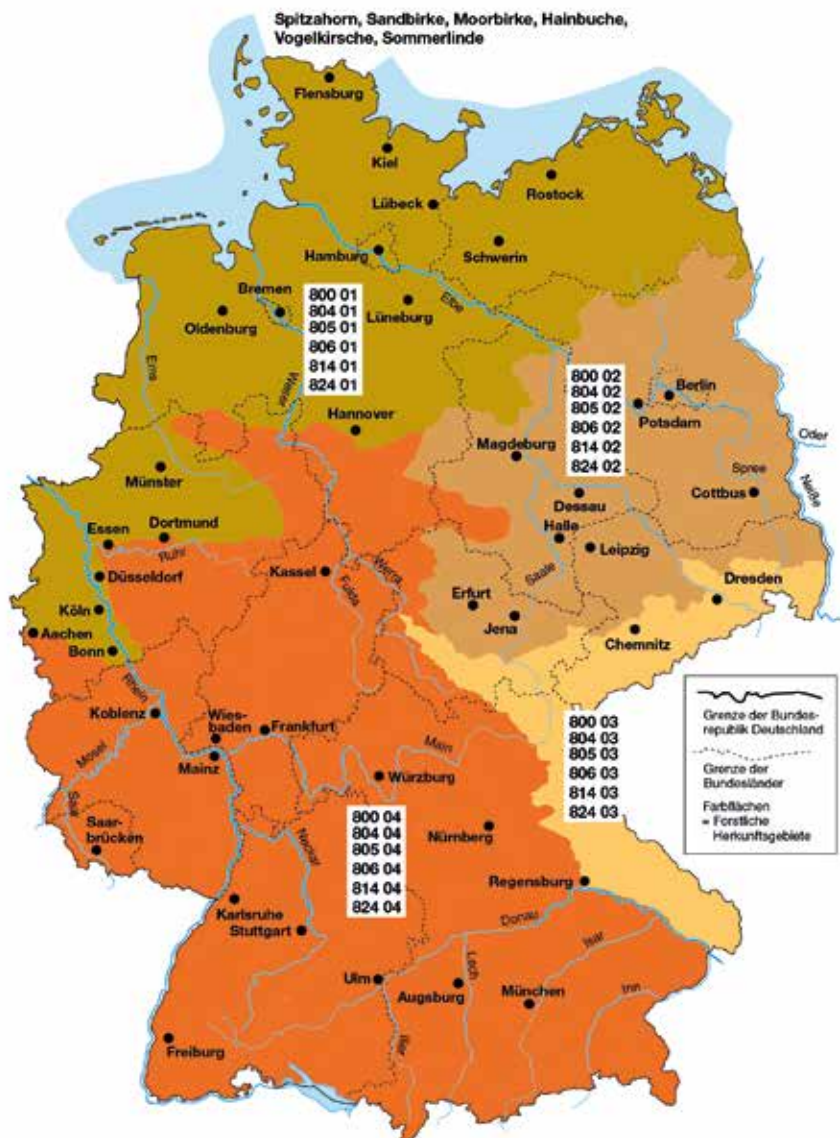 Spitzahorn, Sandbirke, Moorbirke, Hainbuche,
Vogelkirsche, Sommerlinde
Flensburg
Kiel
Rostock
Lübeck
Hamburg
Schwerin
Bremen
Elbe
Oldenburg
Lüneburg
800 01
804 01
805 01
806 01
814 01
824 01
Ems
Weser
Hannover
800 02
804 02
805 02
806 02
814 02
824 02
Berlin
Potsdam
Oder
Magdeburg
Münster
Spree
Neiße
Cottbus
Dessau
Essen
Dortmund
Halle
Ruhr
Leipzig
Kassel
Werra
Düsseldorf
Fulda
Saale
Dresden
Erfurt
Köln
Jena
Aachen
Chemnitz
Bonn
Rhein
Koblenz
Wies-
baden
Frankfurt
800 03
804 03
805 03
806 03
814 03
824 03
Grenze der Bundes-
republik Deutschland
Grenze der
Bundesländer
Farbflächen
= Forstliche
Herkunftsgebiete
Mosel
Main
Mainz
Würzburg
Saar
800 04
804 04
805 04
806 04
814 04
824 04
Saar-
brücken
Nürnberg
Neckar
Regensburg
Karlsruhe
Stuttgart
Donau
Isar
Ulm
Lech
Augsburg
München
Inn
Iller
Freiburg